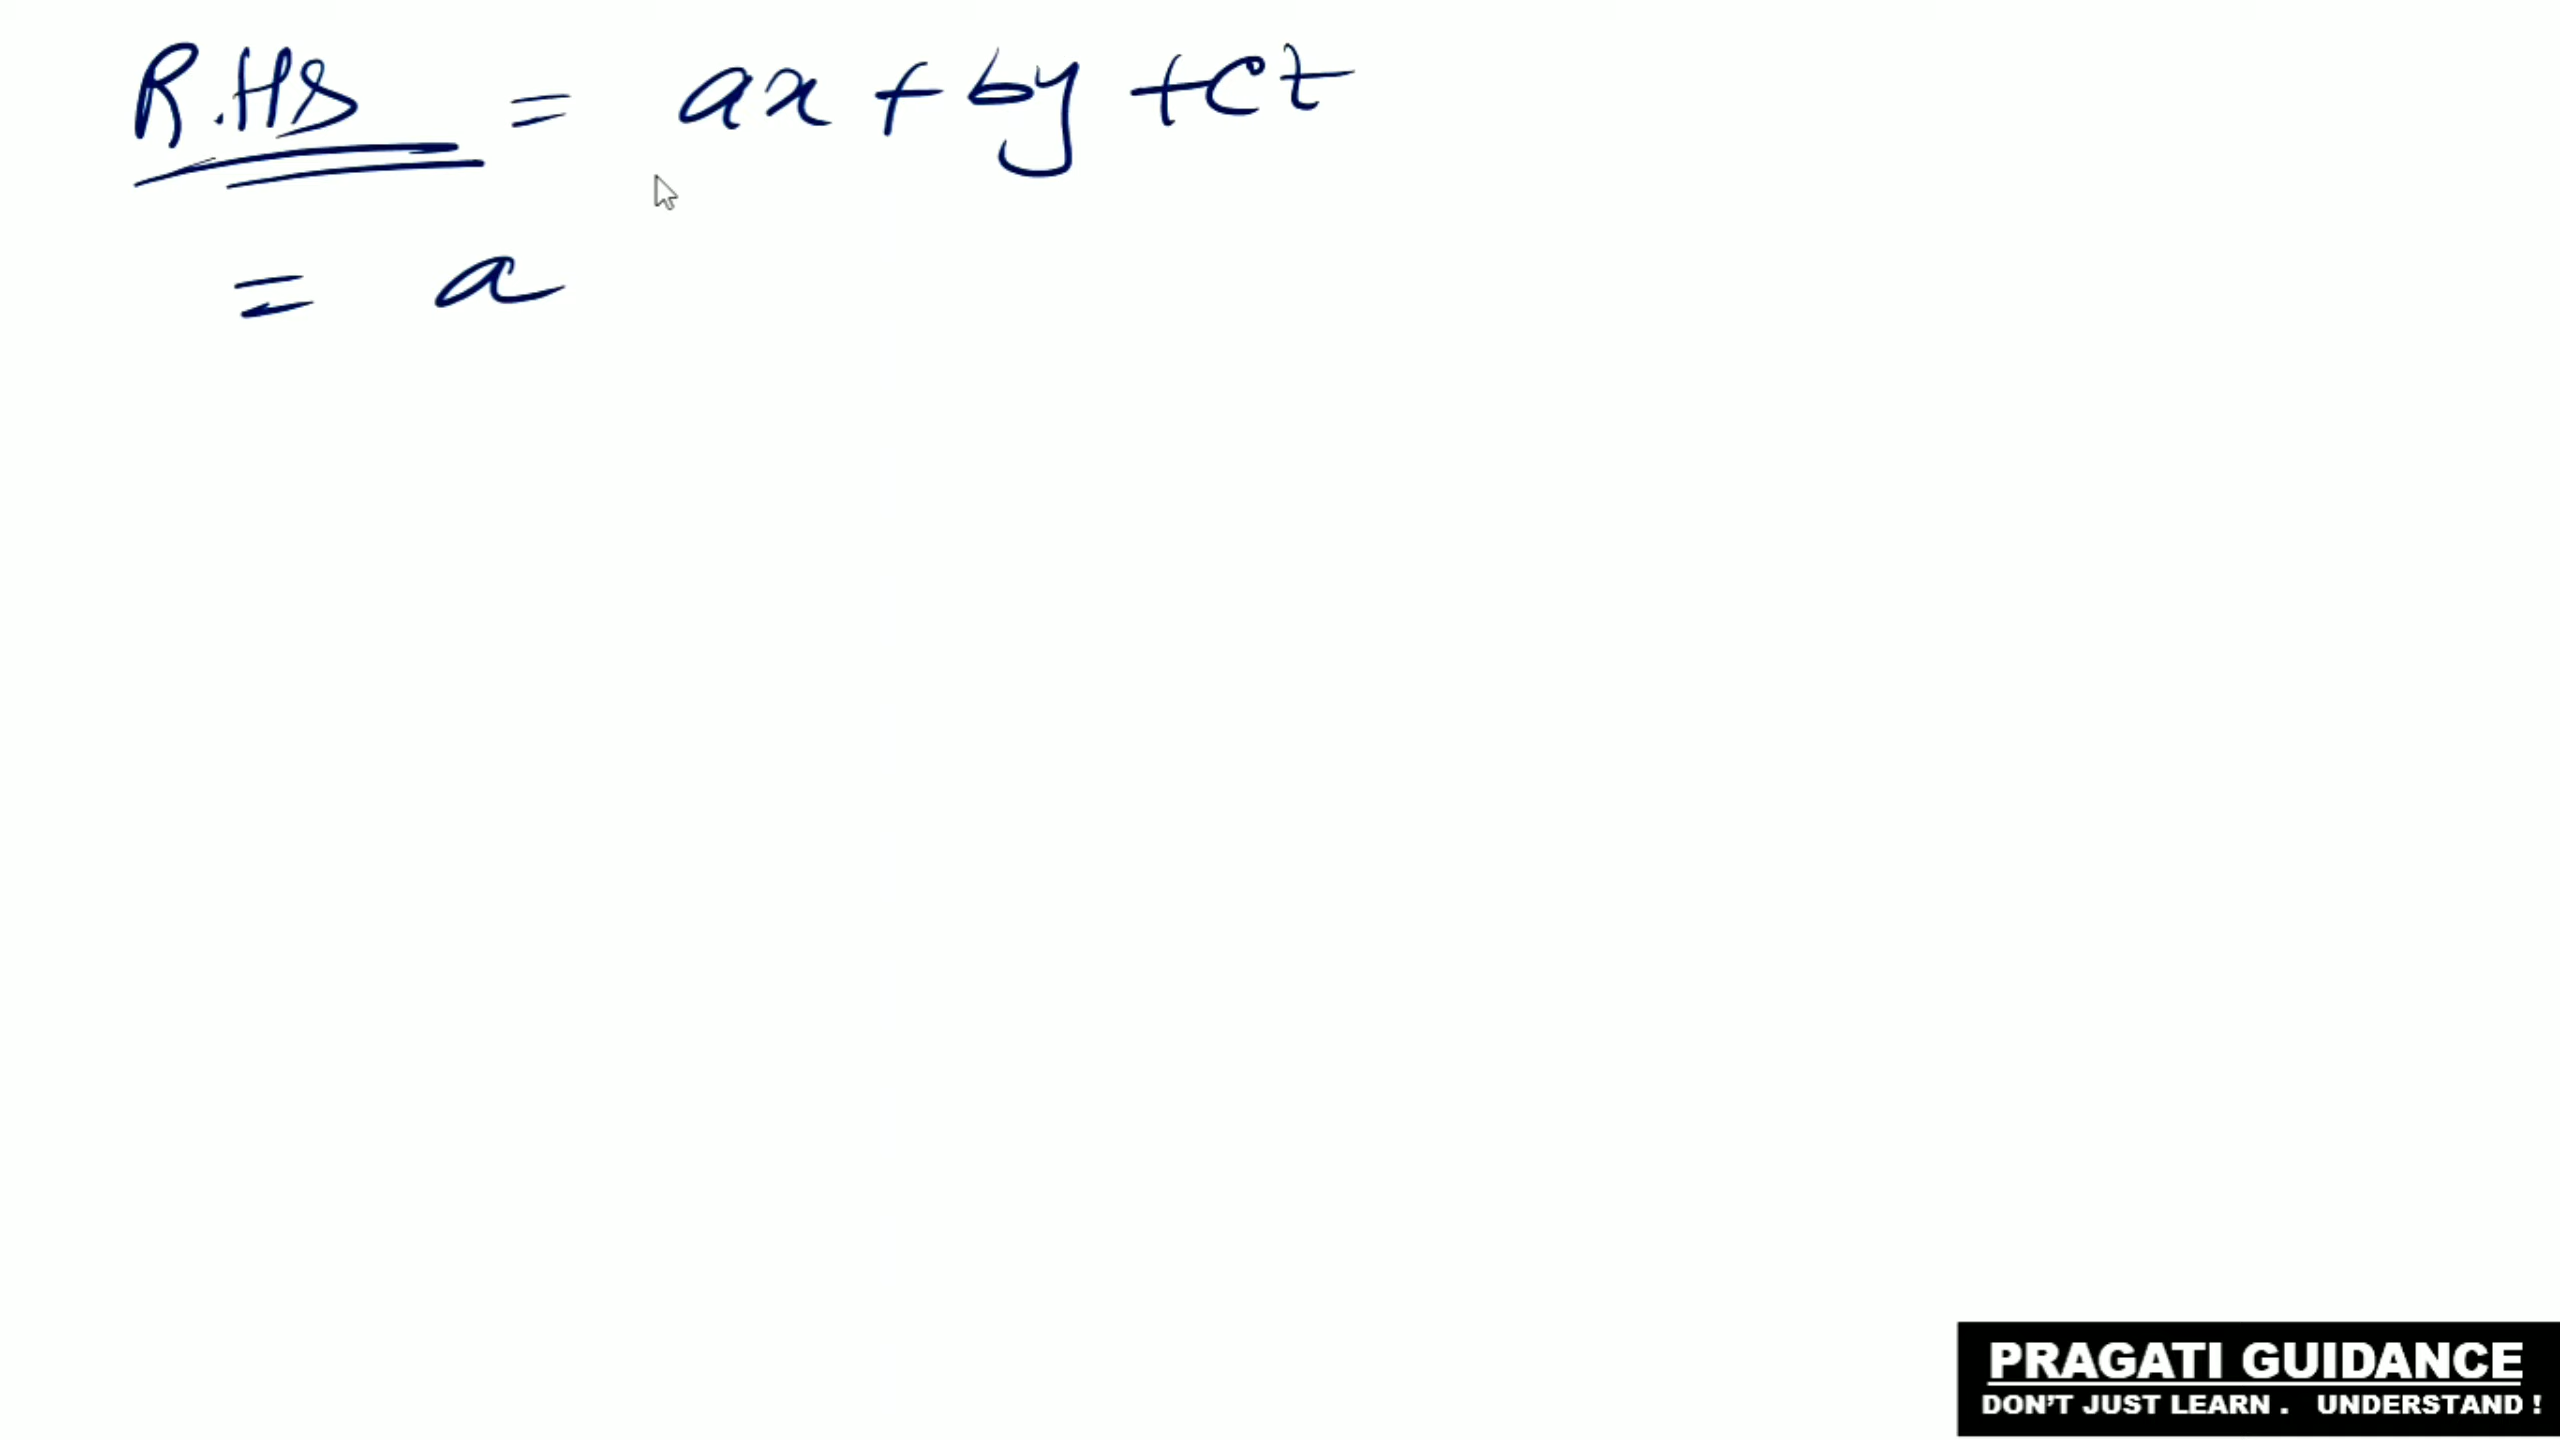 R.HS = ax + by + cz
= a
PRAGATI GUIDANCE
DON'T JUST LEARN . UNDERSTAND !